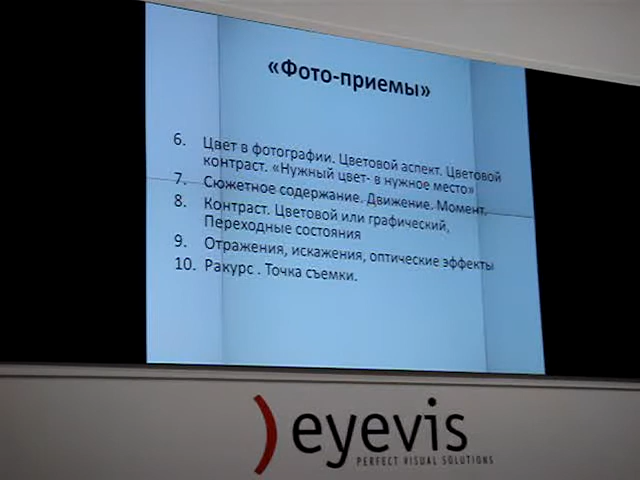 «Фото-приемы»
6. Цвет в фотографии. Цветовой аспект. Цветовой
контраст. «Нужный цвет- в нужное место»
7. Сюжетное содержание. Движение. Момент,
8. Контраст. Цветовой или графический,
Переходные состояния
9. Отражения, искажения, оптические эффекты
10. Ракурс . Точка съемки.
eyevis
PERFECT VISUAL SOLUTIONS